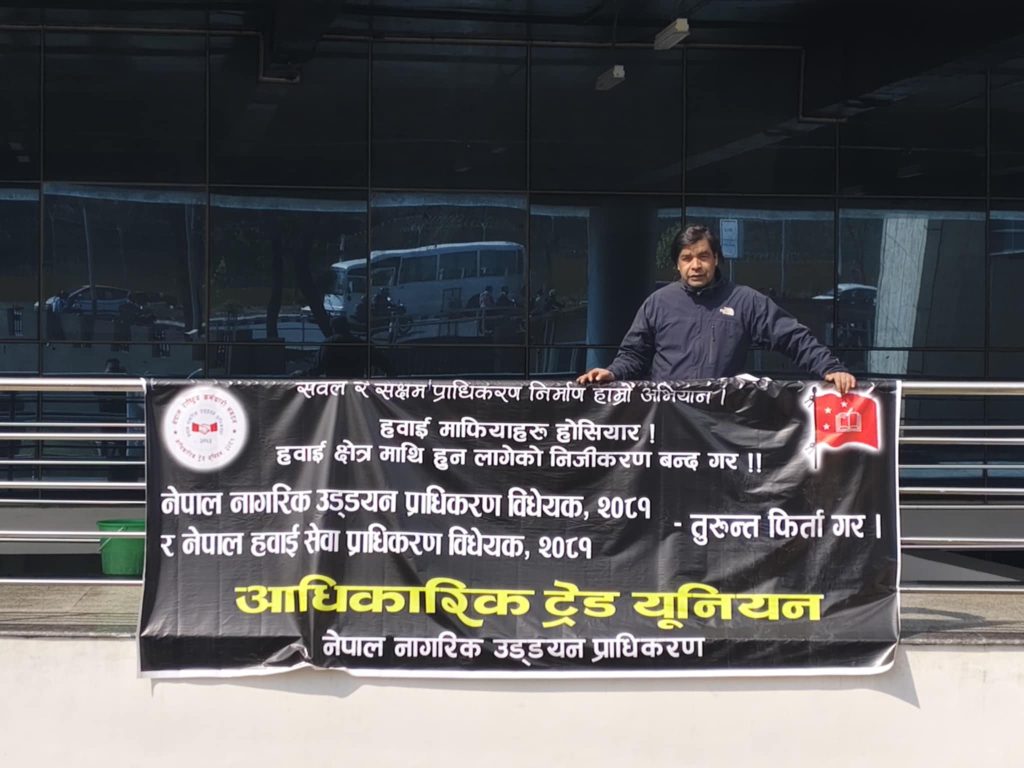 सवल र सक्षम प्राधिकरण निर्माण हाम्रो अभियान ।
हवाई माफियाहरू होसियार !
हवाई क्षेत्र माथि हुन लागेको निजीकरण बन्द गर !!
नेपाल नागरिक उड्डयन प्राधिकरण विधेयक, २०८१
र नेपाल हवाई सेवा प्राधिकरण विधेयक, २०८१
- तुरुन्त फिर्ता गर ।
आधिकारिक ट्रेड यूनियन
नेपाल नागरिक उड्डयन प्राधिकरण